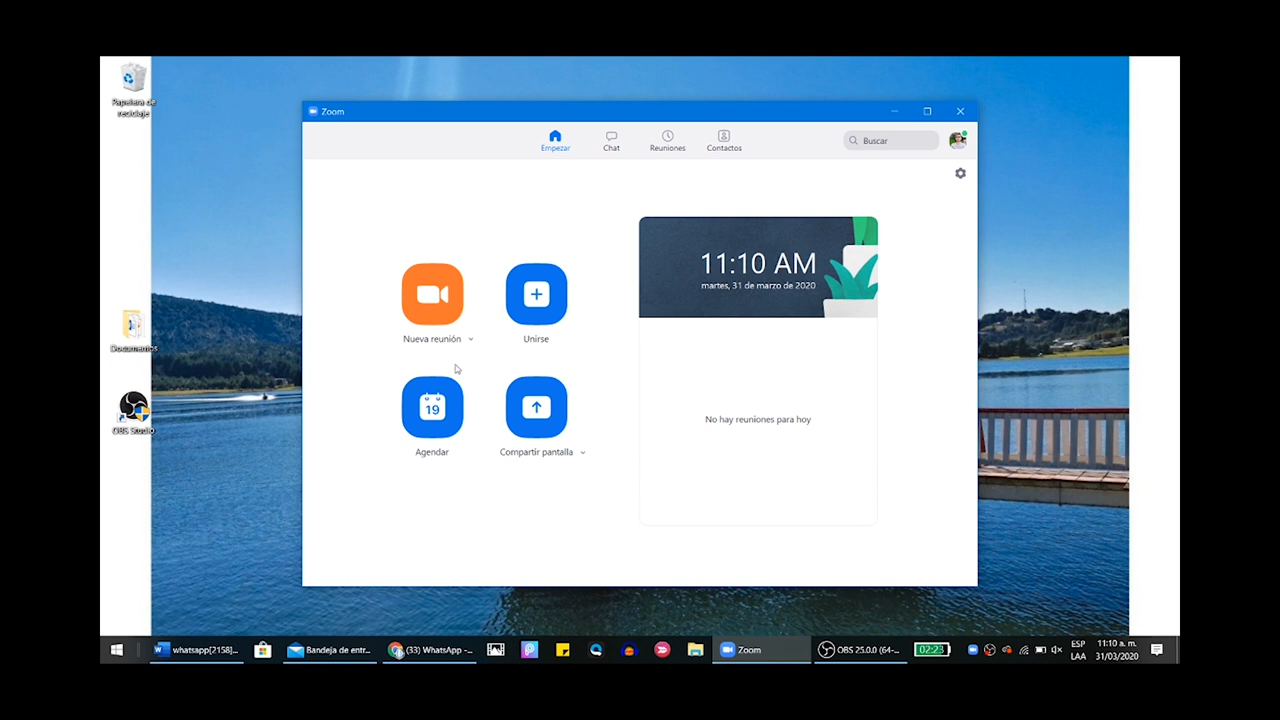 Papelera de
reciclaje
Documentos
OBS Studio
Zoom
Empezar
Chat
Reuniones
Contactos
Buscar
11:10 AM
martes, 31 de marzo de 2020
Nueva reunión
Unirse
19
Agendar
Compartir pantalla
No hay reuniones para hoy
whatsapp[2158]...
Bandeja de entr...
(33) WhatsApp -...
Zoom
OBS 25.0.0 (64-...
02:23
ESP
LAA
11:10 a. m.
31/03/2020